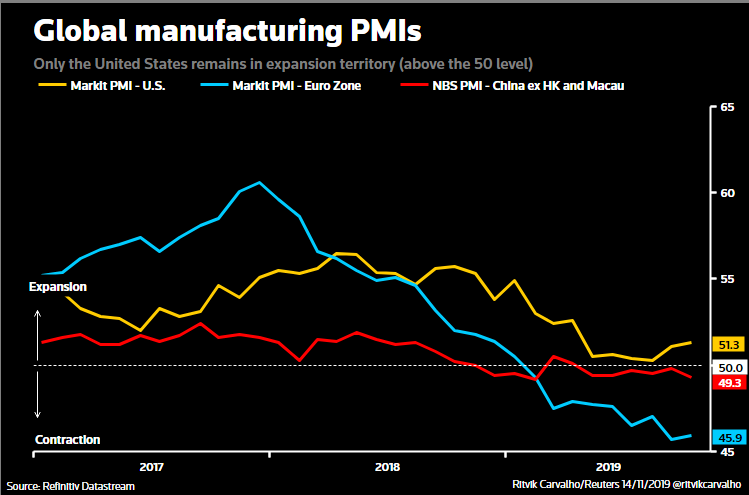 Global manufacturing PMIs
Only the United States remains in expansion territory (above the 50 level)
Markit PMI - U.S. Markit PMI - Euro Zone NBS PMI - China ex HK and Macau
65
60
55
Expansion
51.3
50.0
49.3
45.9
Contraction
45
2017 2018 2019
Source: Refinitiv Datastream Ritvik Carvalho/Reuters 14/11/2019 @ritvikcarvalho